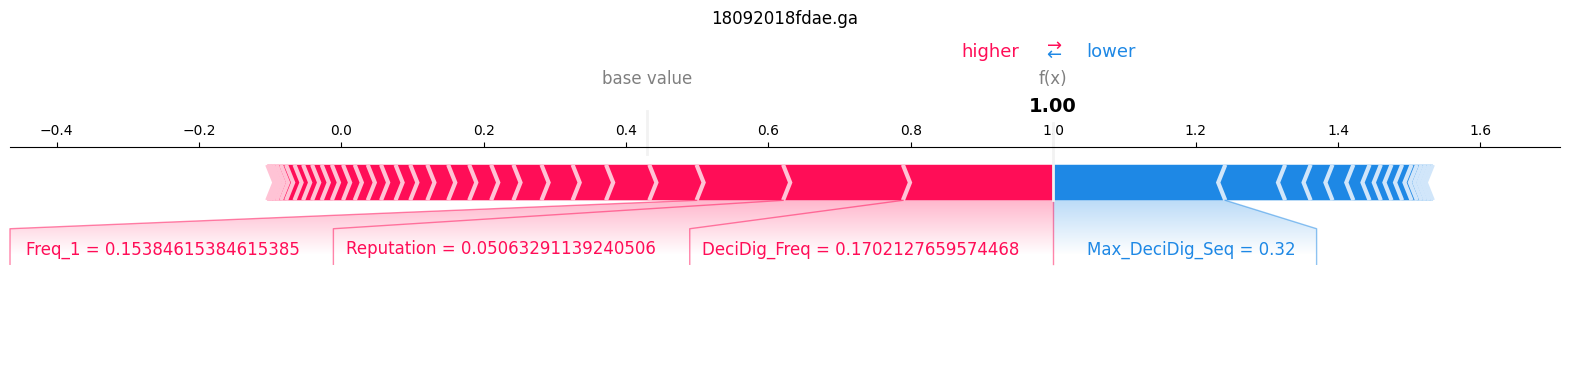 18092018fdae.ga
higher ⇄ lower
base value f(x)
1.00
−0.4 −0.2 0.0 0.2 0.4 0.6 0.8 1.0 1.2 1.4 1.6
Freq_1 = 0.15384615384615385 Reputation = 0.05063291139240506 DeciDig_Freq = 0.1702127659574468 Max_DeciDig_Seq = 0.32